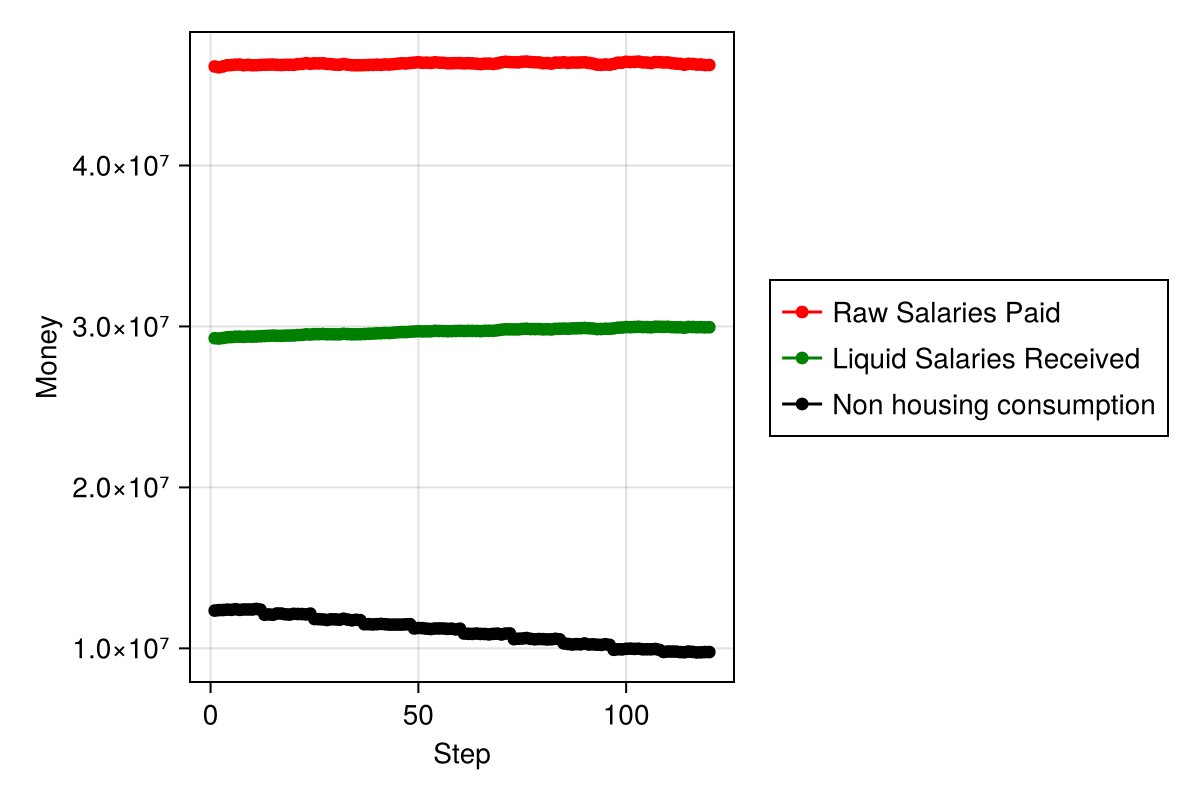 4.0×10⁷
3.0×10⁷
2.0×10⁷
1.0×10⁷
Money
0
50
100
Step
Raw Salaries Paid
Liquid Salaries Received
Non housing consumption